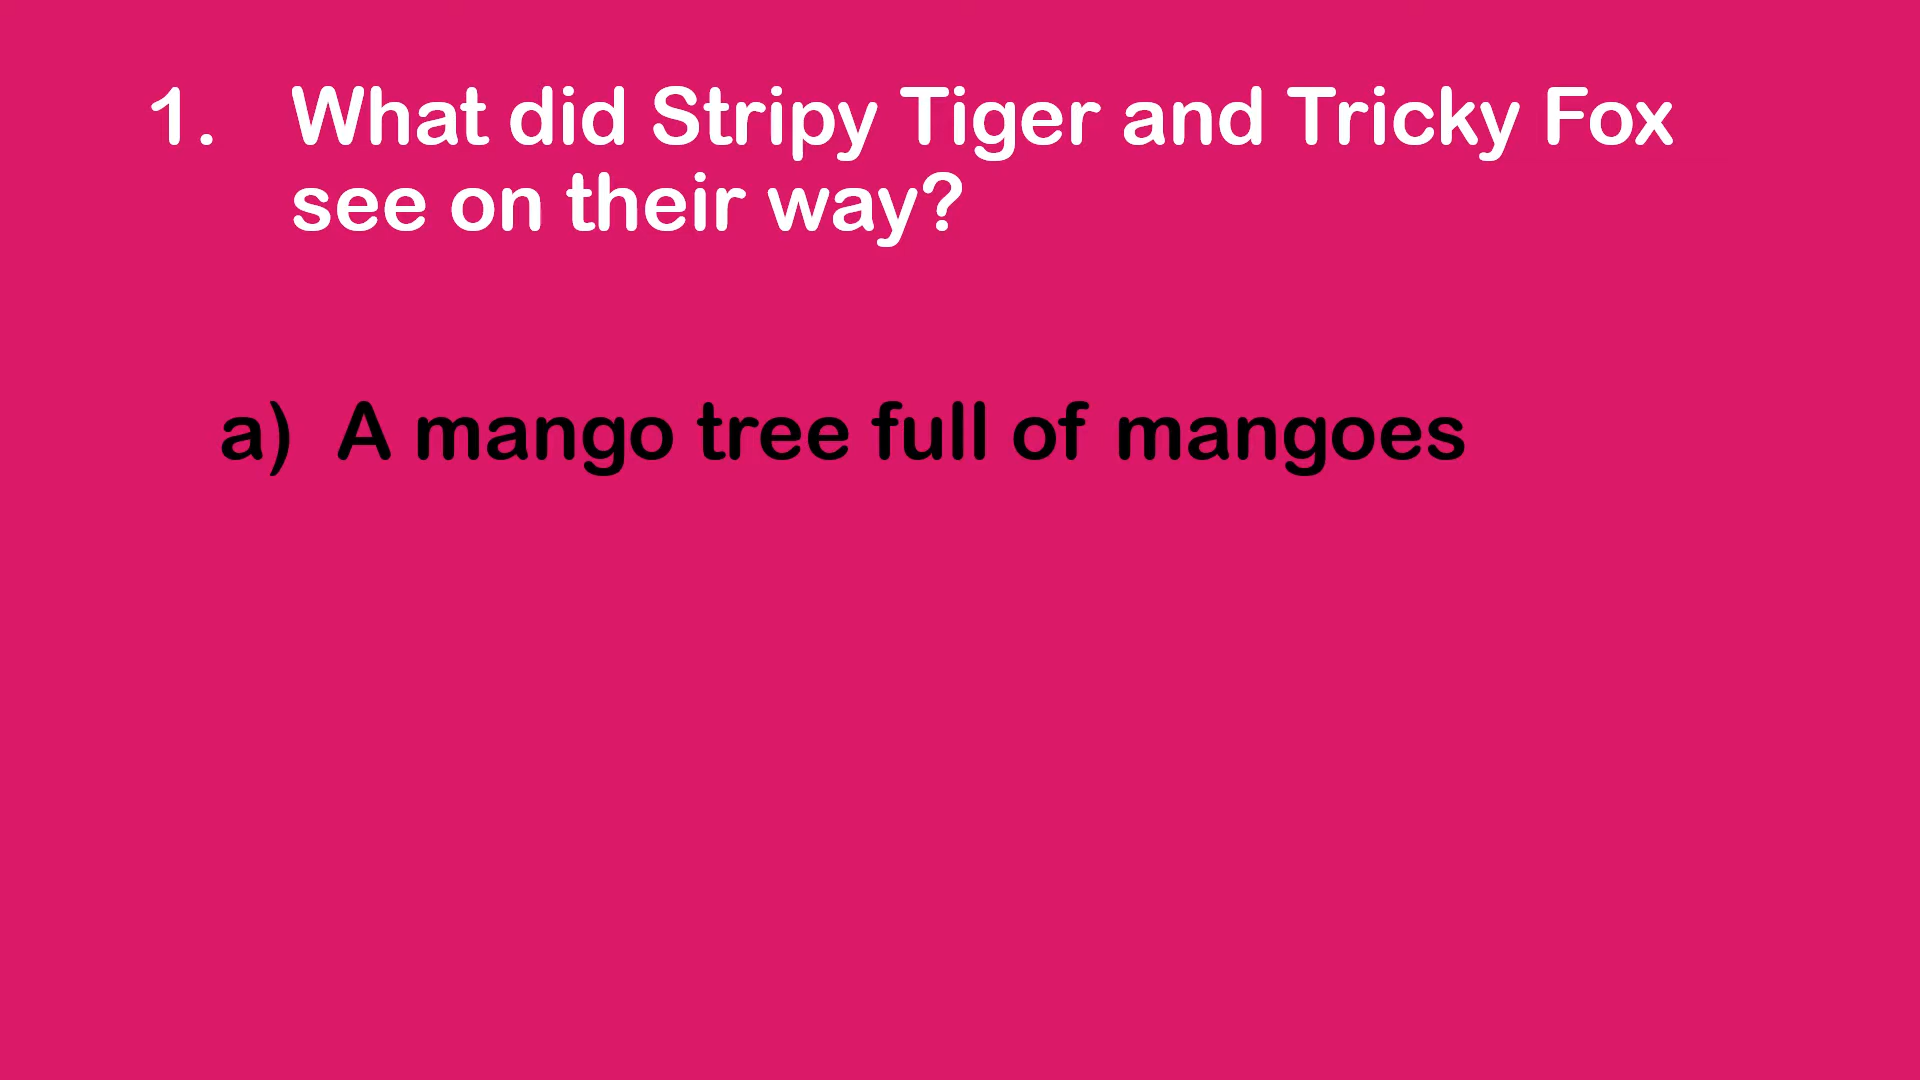 1. What did Stripy Tiger and Tricky Fox
see on their way?
a) A mango tree full of mangoes